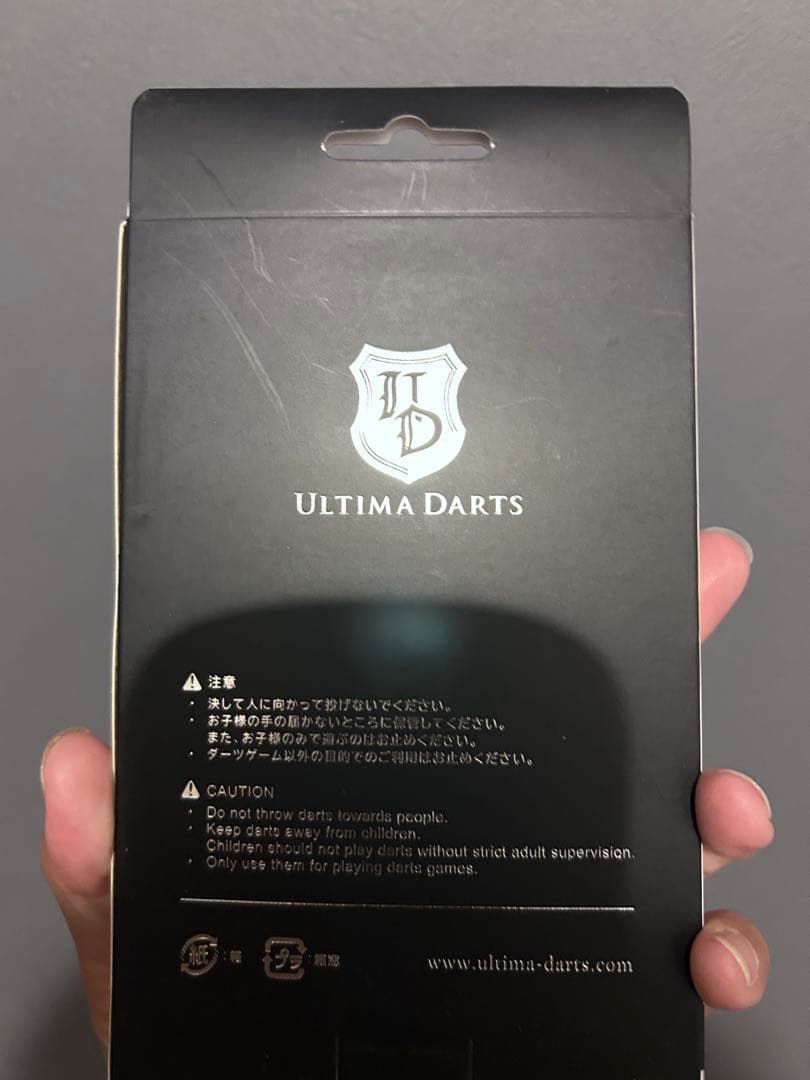 UD
ULTIMA DARTS
注意
・ 決して人に向かって投げないでください。
・ お子様の手の届かないところに保管してください。
また、お子様のみで遊ぶのはお止めください。
・ ダーツゲーム以外の目的でのご利用はお止めください。
CAUTION
・ Do not throw darts towards people.
・ Keep darts away from children.
Children should not play darts without strict adult supervision.
・ Only use them for playing darts games.
紙 プラ www.ultima-darts.com